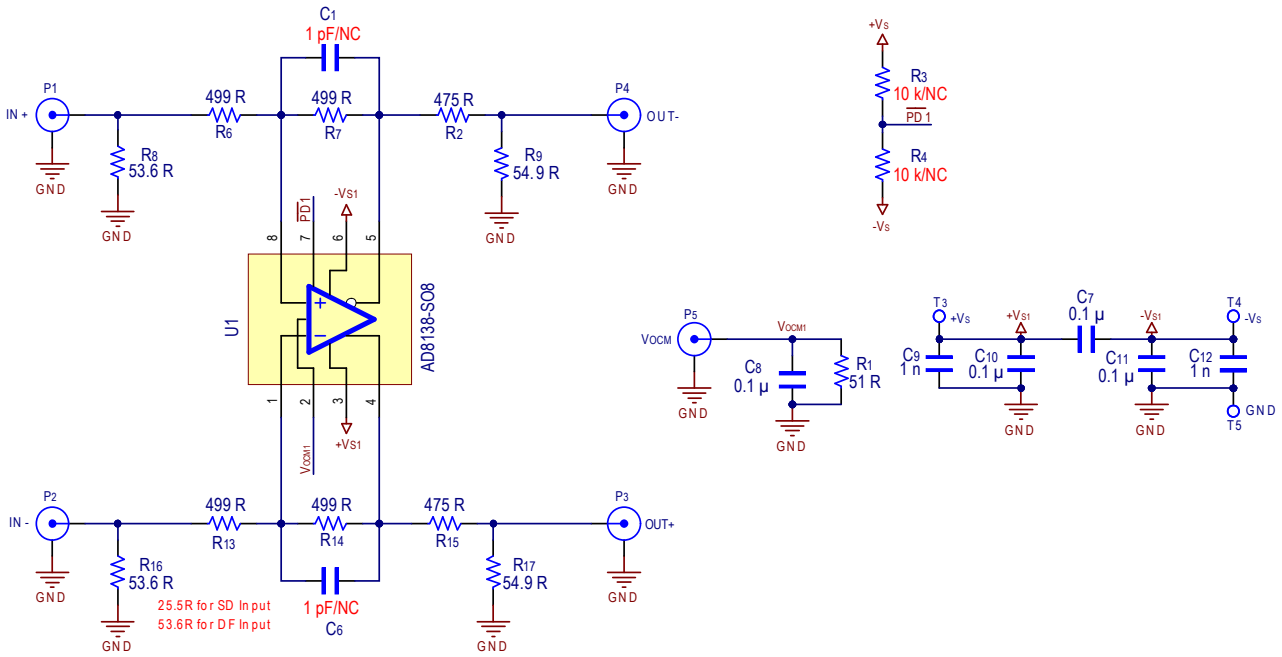 C1
1 pF/NC
P1
IN +
499 R
R6
499 R
R7
475 R
R2
P4
OUT-
R8
53.6 R
R9
54.9 R
GND
GND
GND
GND
+VS
R3
10 k/NC
PD1
R4
10 k/NC
-VS
PD1
-VS1
8
7
6
5
U1
AD8138-SO8
1
2
3
4
VOCM1
+VS1
P5
VOCM
VOCM1
C8
0.1 µ
R1
51 R
GND
GND
T3
+VS
+VS1
C7
0.1 µ
-VS1
T4
-VS
C9
1 n
C10
0.1 µ
C11
0.1 µ
C12
1 n
GND
GND
T5
GND
P2
IN -
499 R
R13
499 R
R14
475 R
R15
P3
OUT+
R16
53.6 R
R17
54.9 R
GND
GND
25.5R for SD Input
53.6R for DF Input
1 pF/NC
C6
GND
GND